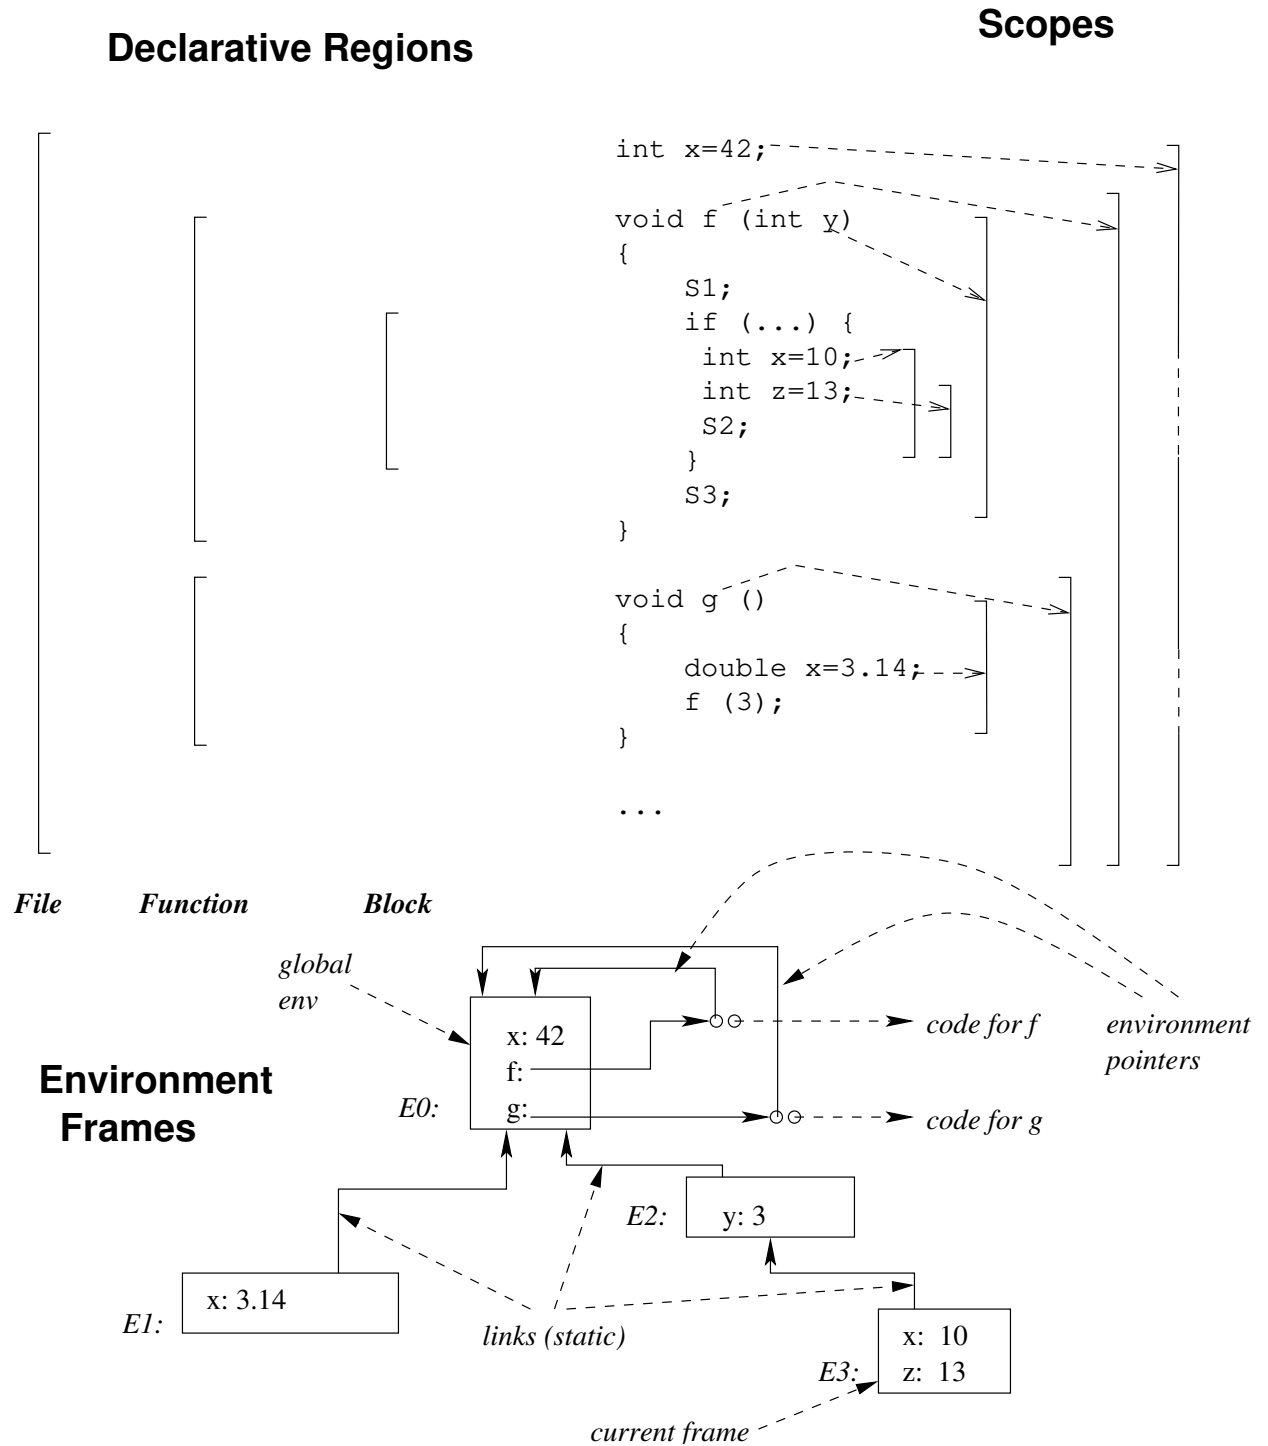 Scopes
Declarative Regions
int x=42;
void f (int y)
{
S1;
if (...) {
int x=10;
int z=13;
S2;
}
S3;
}
void g ()
{
double x=3.14;
f (3);
}
...
File Function Block
global
env
x: 42
f:
g:
code for f
environment
pointers
Environment
Frames
E0:
code for g
E2:
y: 3
E1:
x: 3.14
links (static)
E3:
x: 10
z: 13
current frame